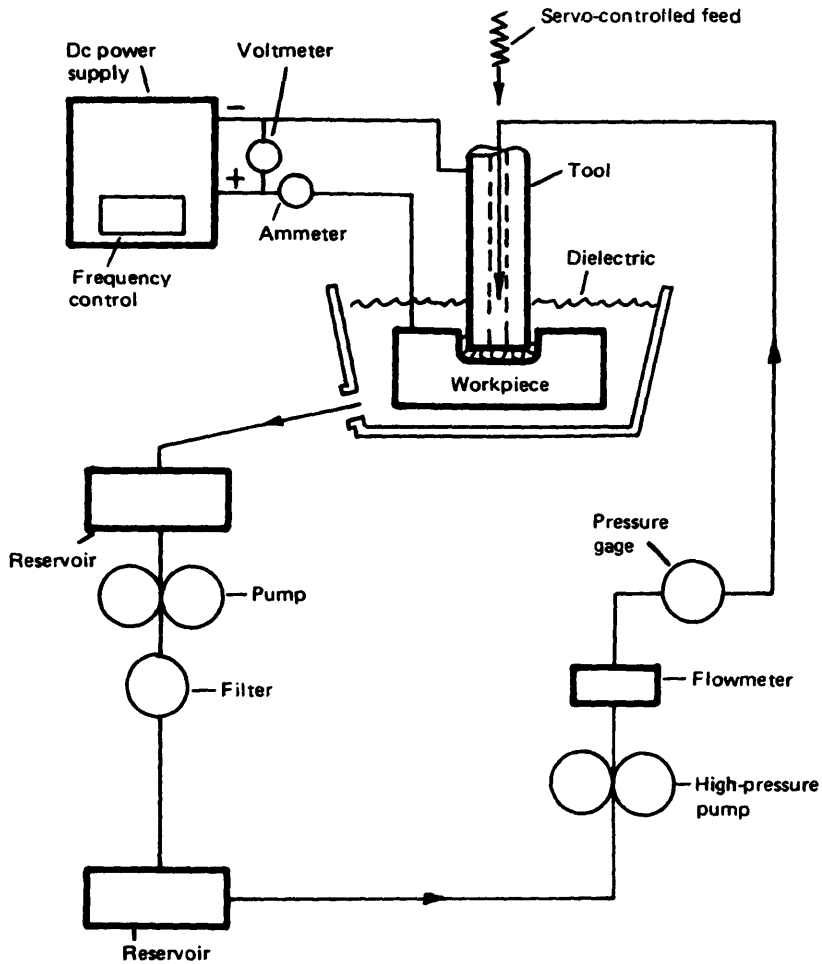 Servo-controlled feed
Dc power
supply
Voltmeter
−
+
Ammeter
Frequency
control
Tool
Dielectric
Workpiece
Reservoir
Pump
Filter
Pressure
gage
Flowmeter
High-pressure
pump
Reservoir